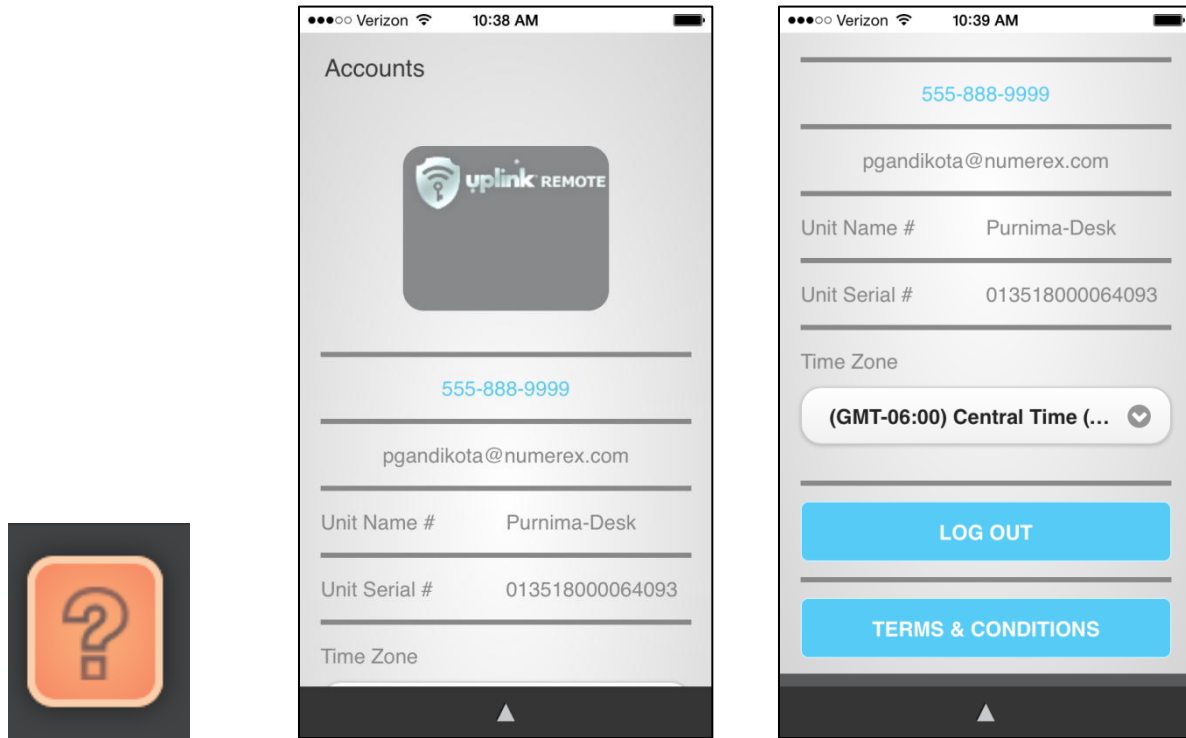 Verizon 10:38 AM
Accounts
uplink REMOTE
555-888-9999
pgandikota@numerex.com
Unit Name # Purnima-Desk
Unit Serial # 013518000064093
Time Zone
Verizon 10:39 AM
555-888-9999
pgandikota@numerex.com
Unit Name # Purnima-Desk
Unit Serial # 013518000064093
Time Zone
(GMT-06:00) Central Time (...
LOG OUT
TERMS & CONDITIONS
?